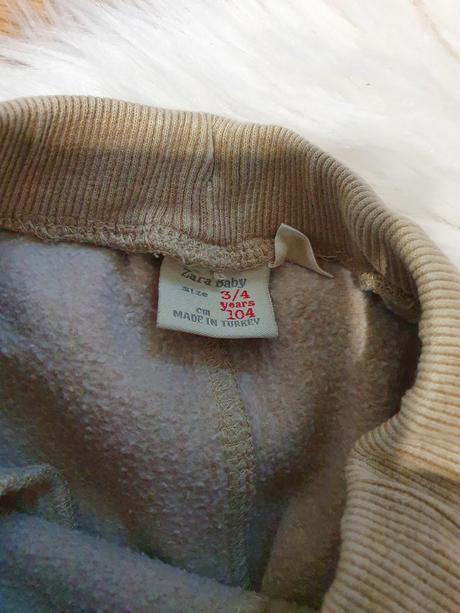 Zara baby
size 3/4
years
cm 104
MADE IN TURKEY